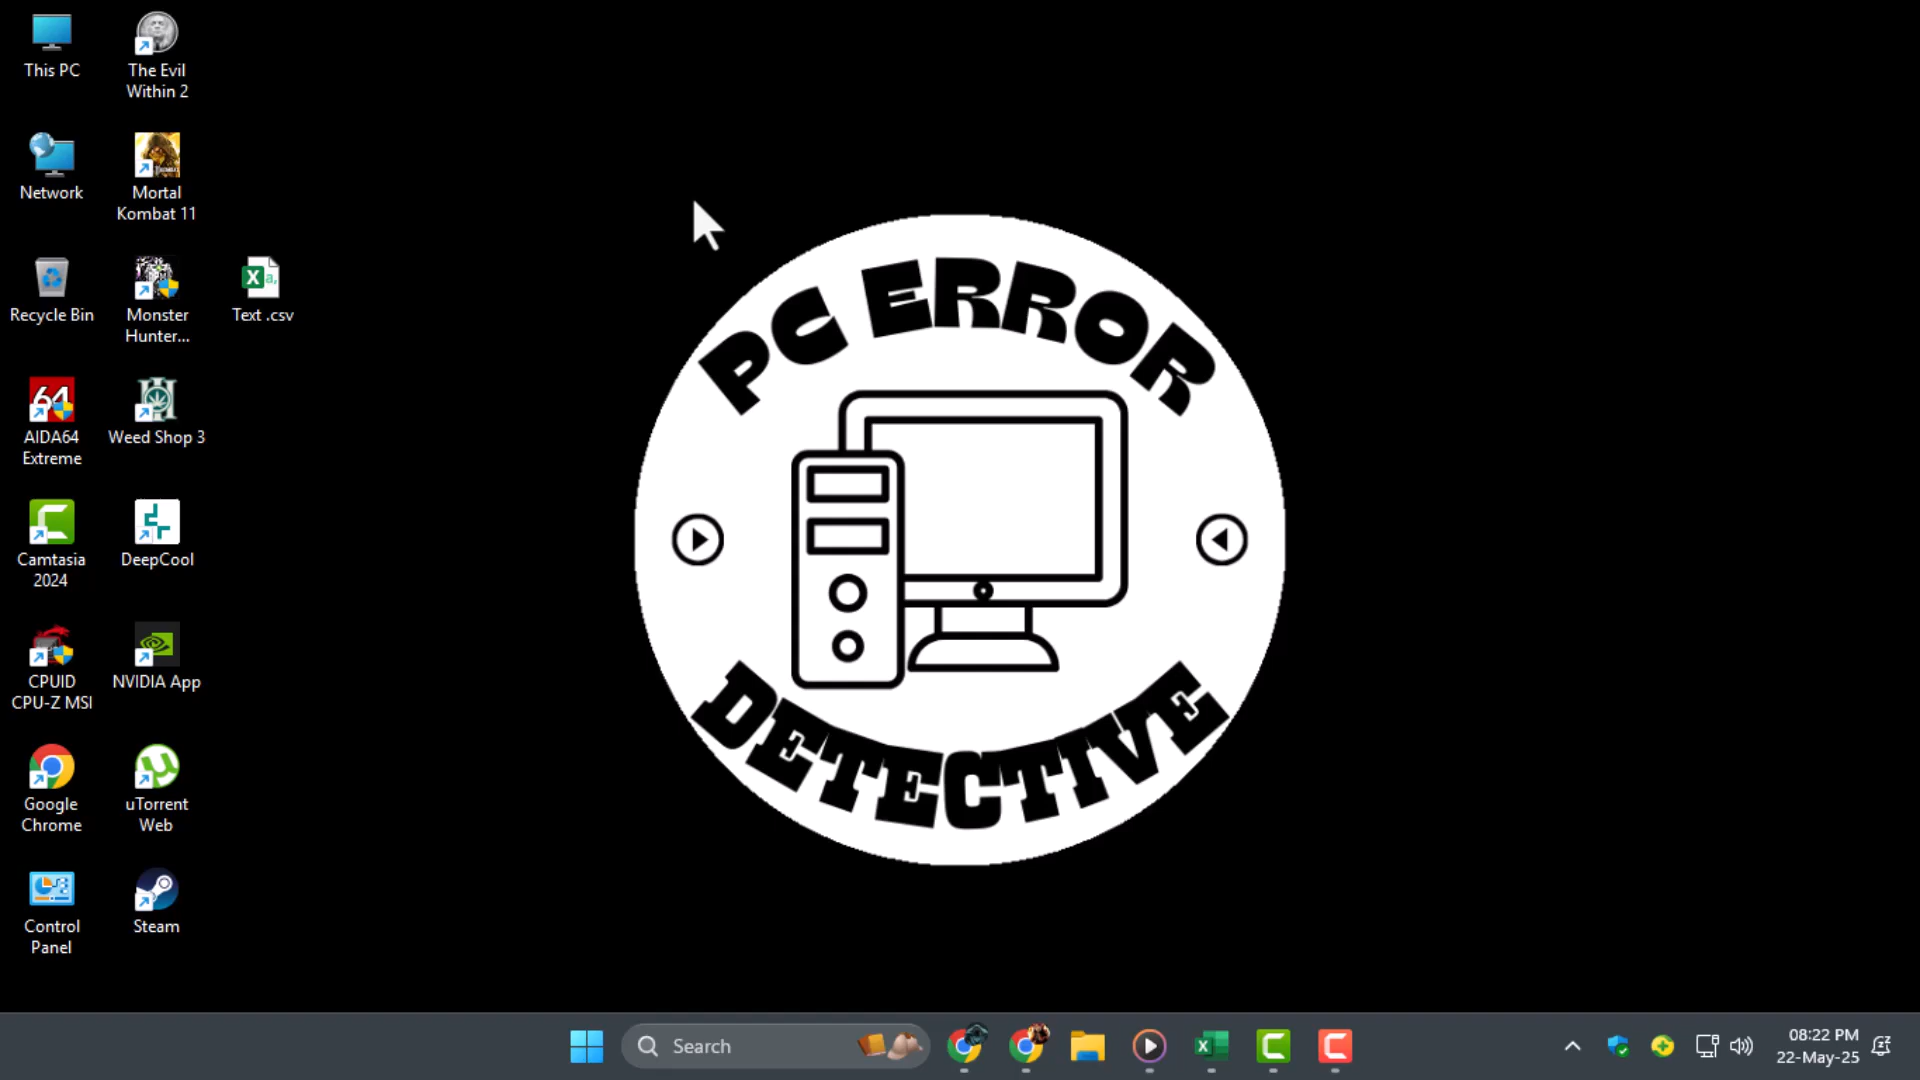 This PC
The Evil
Within 2
Network
Mortal
Kombat 11
Recycle Bin
Monster
Hunter...
Text .csv
64
AIDA64
Extreme
Weed Shop 3
Camtasia
2024
DeepCool
CPUID
CPU-Z MSI
NVIDIA App
Google
Chrome
uTorrent
Web
Control
Panel
Steam
PC ERROR
DETECTIVE
Search
08:22 PM
22-May-25